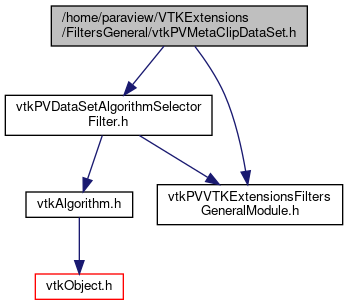 /home/paraview/VTKExtensions
/FiltersGeneral/vtkPVMetaClipDataSet.h
vtkPVDataSetAlgorithmSelector
Filter.h
vtkAlgorithm.h
vtkPVVTKExtensionsFilters
GeneralModule.h
vtkObject.h